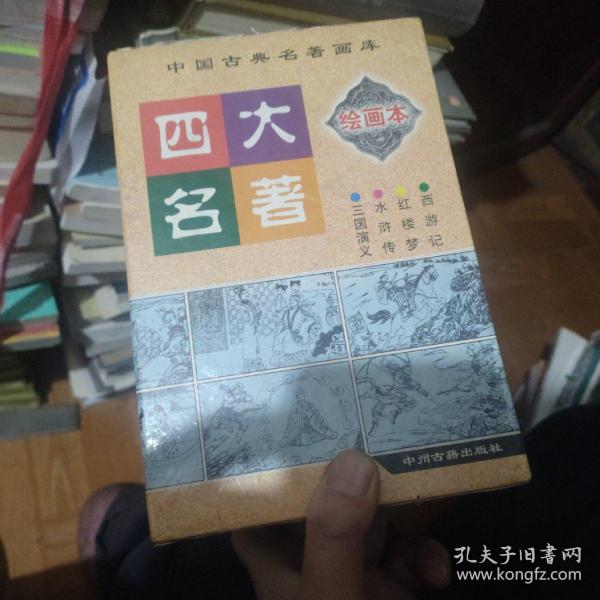 中国古典名著画库
四大
名著
绘画本
三国演义
水浒传
红楼梦
西游记
中州古籍出版社
孔夫子旧书网
www.kongfz.com